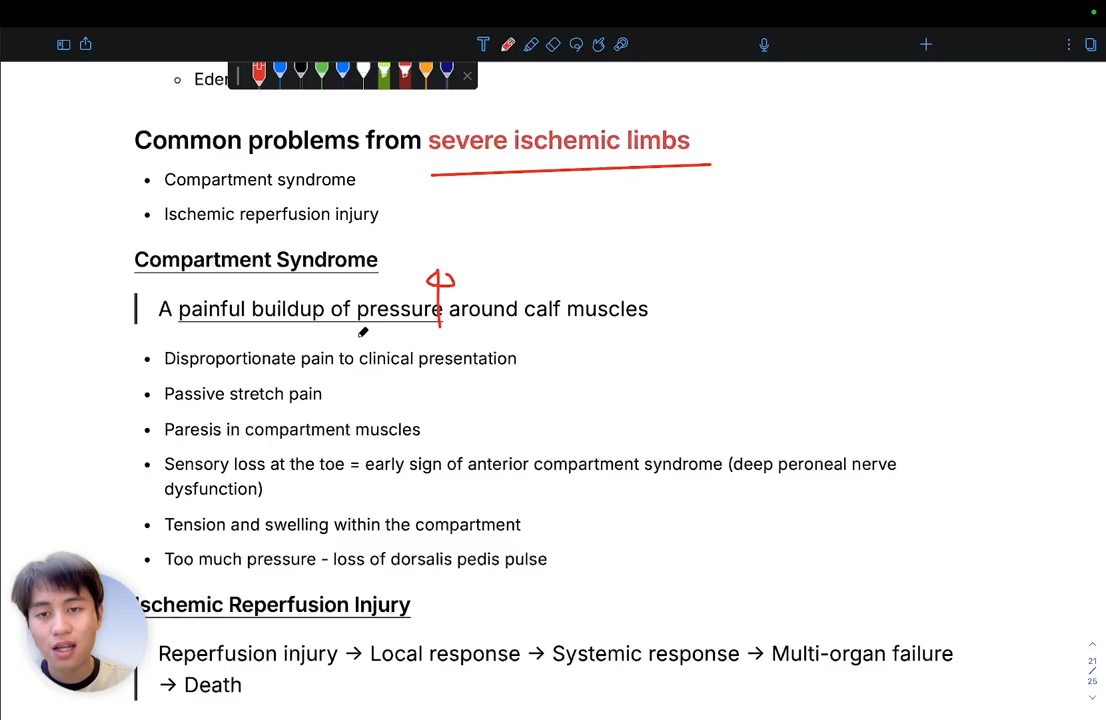 Eder
Common problems from severe ischemic limbs
• Compartment syndrome
• Ischemic reperfusion injury
Compartment Syndrome
A painful buildup of pressure around calf muscles
• Disproportionate pain to clinical presentation
• Passive stretch pain
• Paresis in compartment muscles
• Sensory loss at the toe = early sign of anterior compartment syndrome (deep peroneal nerve
dysfunction)
• Tension and swelling within the compartment
• Too much pressure - loss of dorsalis pedis pulse
Ischemic Reperfusion Injury
Reperfusion injury → Local response → Systemic response → Multi-organ failure
→ Death
21
/
25